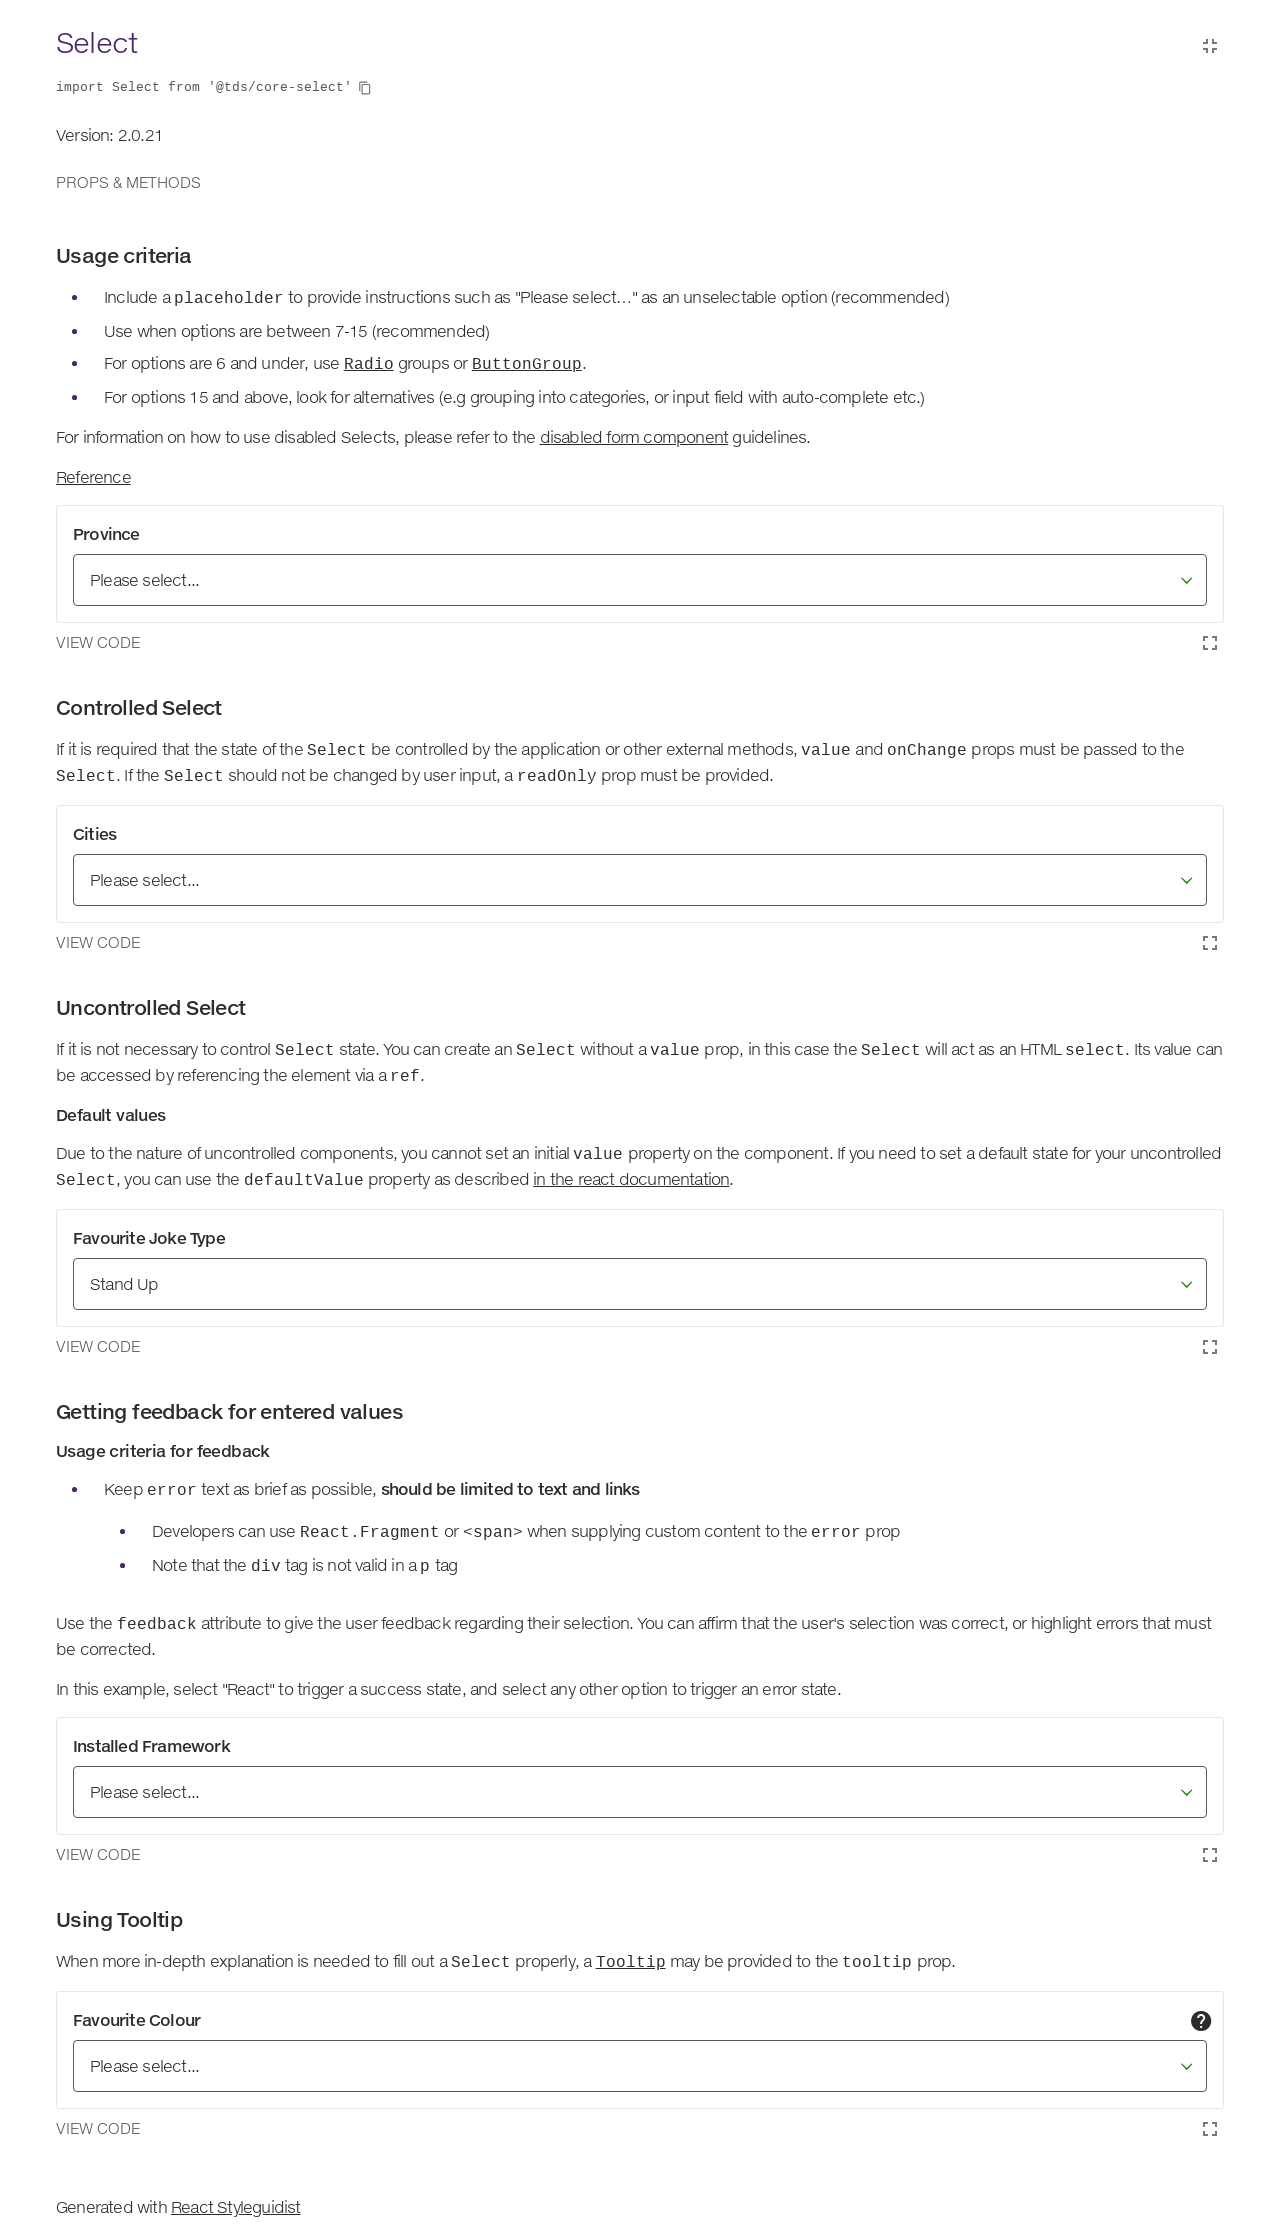 Select
import Select from '@tds/core-select'
Version: 2.0.21
PROPS & METHODS
Usage criteria
Include a placeholder to provide instructions such as "Please select…" as an unselectable option (recommended)
Use when options are between 7-15 (recommended)
For options are 6 and under, use Radio groups or ButtonGroup.
For options 15 and above, look for alternatives (e.g grouping into categories, or input field with auto-complete etc.)
For information on how to use disabled Selects, please refer to the disabled form component guidelines.
Reference
Province
Please select...
VIEW CODE
Controlled Select
If it is required that the state of the Select be controlled by the application or other external methods, value and onChange props must be passed to the
Select. If the Select should not be changed by user input, a readOnly prop must be provided.
Cities
Please select...
VIEW CODE
Uncontrolled Select
If it is not necessary to control Select state. You can create an Select without a value prop, in this case the Select will act as an HTML select. Its value can
be accessed by referencing the element via a ref.
Default values
Due to the nature of uncontrolled components, you cannot set an initial value property on the component. If you need to set a default state for your uncontrolled
Select, you can use the defaultValue property as described in the react documentation.
Favourite Joke Type
Stand Up
VIEW CODE
Getting feedback for entered values
Usage criteria for feedback
Keep error text as brief as possible, should be limited to text and links
Developers can use React.Fragment or <span> when supplying custom content to the error prop
Note that the div tag is not valid in a p tag
Use the feedback attribute to give the user feedback regarding their selection. You can affirm that the user's selection was correct, or highlight errors that must
be corrected.
In this example, select "React" to trigger a success state, and select any other option to trigger an error state.
Installed Framework
Please select...
VIEW CODE
Using Tooltip
When more in-depth explanation is needed to fill out a Select properly, a Tooltip may be provided to the tooltip prop.
Favourite Colour
Please select...
VIEW CODE
Generated with React Styleguidist